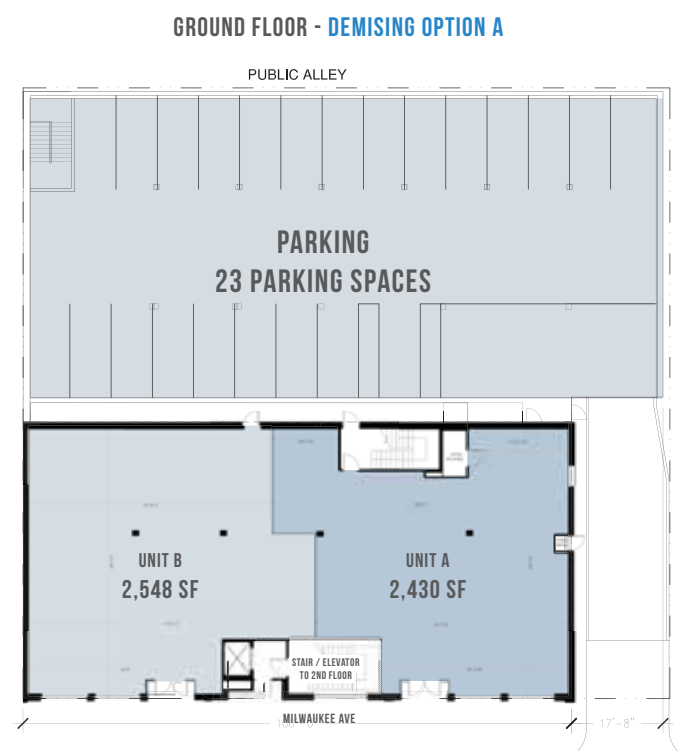 GROUND FLOOR - DEMISING OPTION A
PUBLIC ALLEY
PARKING
23 PARKING SPACES
UNIT B
2,548 SF
UNIT A
2,430 SF
STAIR / ELEVATOR
TO 2ND FLOOR
MILWAUKEE AVE
17'-8"